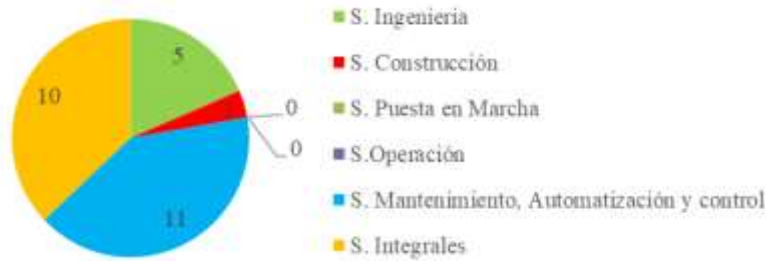 5
10
0
0
11
S. Ingenieria
S. Construcción
S. Puesta en Marcha
S.Operación
S. Mantenimiento, Automatización y control
S. Integrales